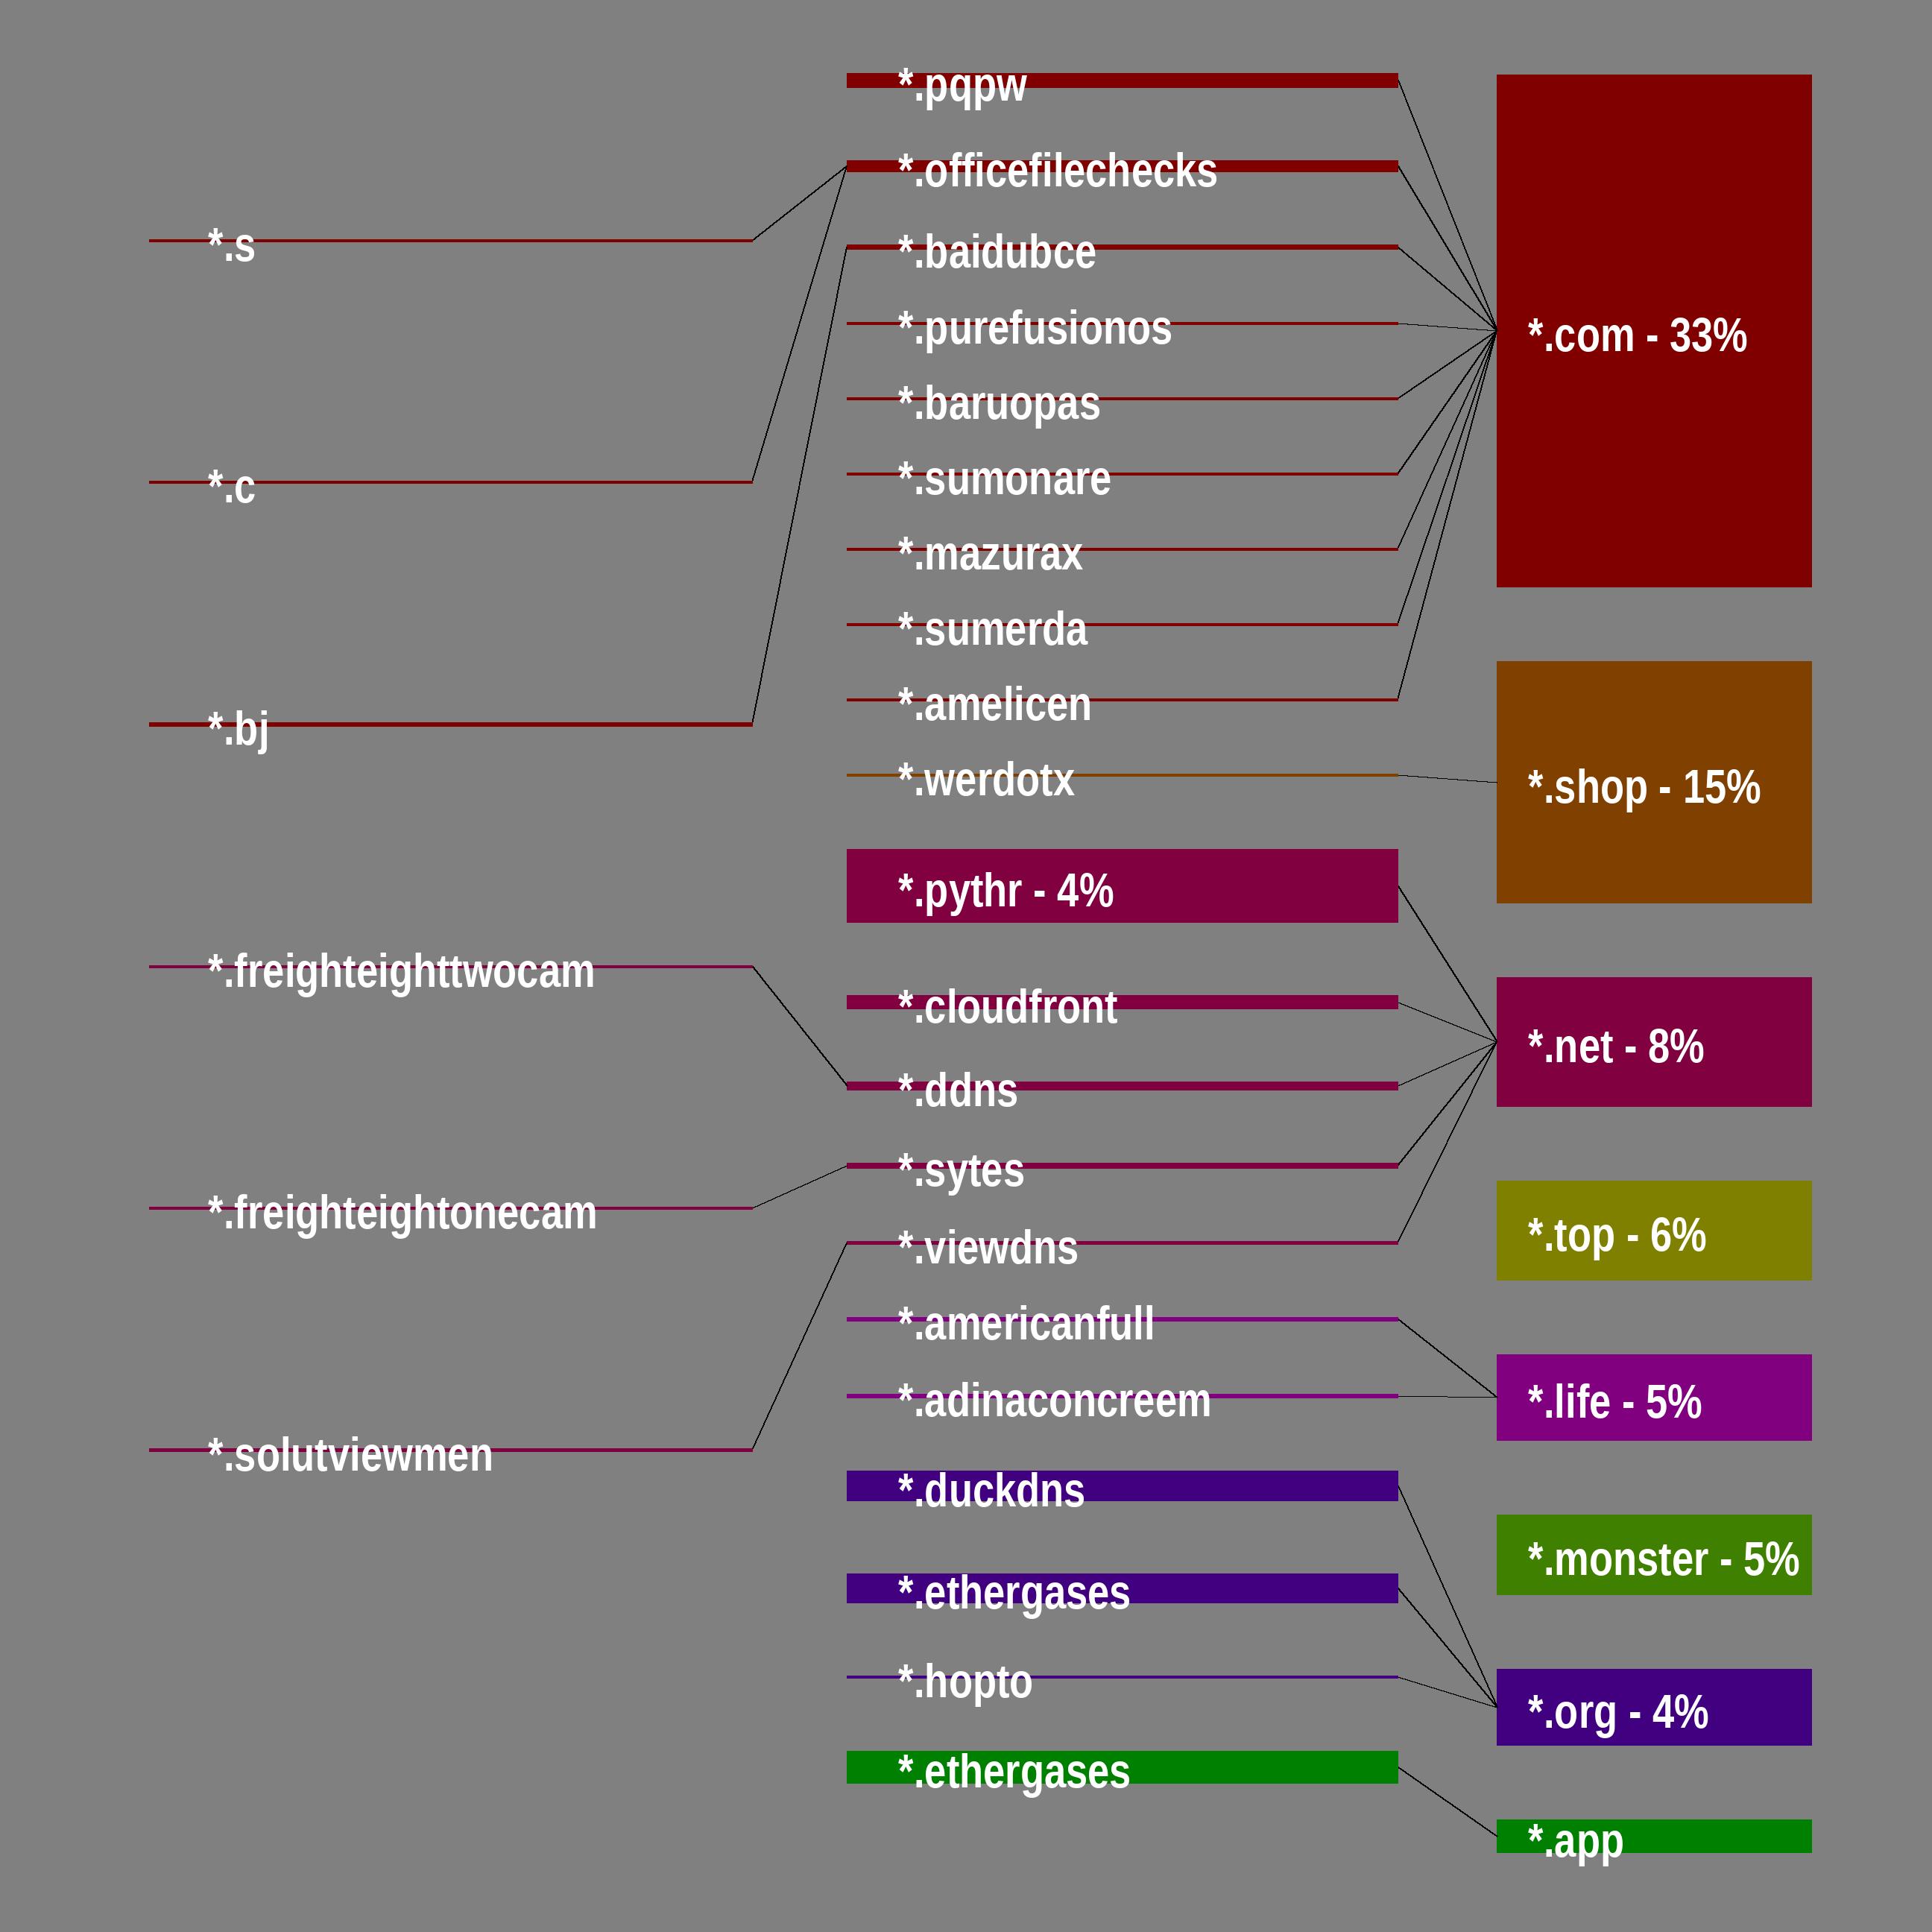 *.s
*.c
*.bj
*.freighteighttwocam
*.freighteightonecam
*.solutviewmen
*.pqpw
*.officefilechecks
*.baidubce
*.purefusionos
*.baruopas
*.sumonare
*.mazurax
*.sumerda
*.amelicen
*.werdotx
*.pythr - 4%
*.cloudfront
*.ddns
*.sytes
*.viewdns
*.americanfull
*.adinaconcreem
*.duckdns
*.ethergases
*.hopto
*.ethergases
*.com - 33%
*.shop - 15%
*.net - 8%
*.top - 6%
*.life - 5%
*.monster - 5%
*.org - 4%
*.app